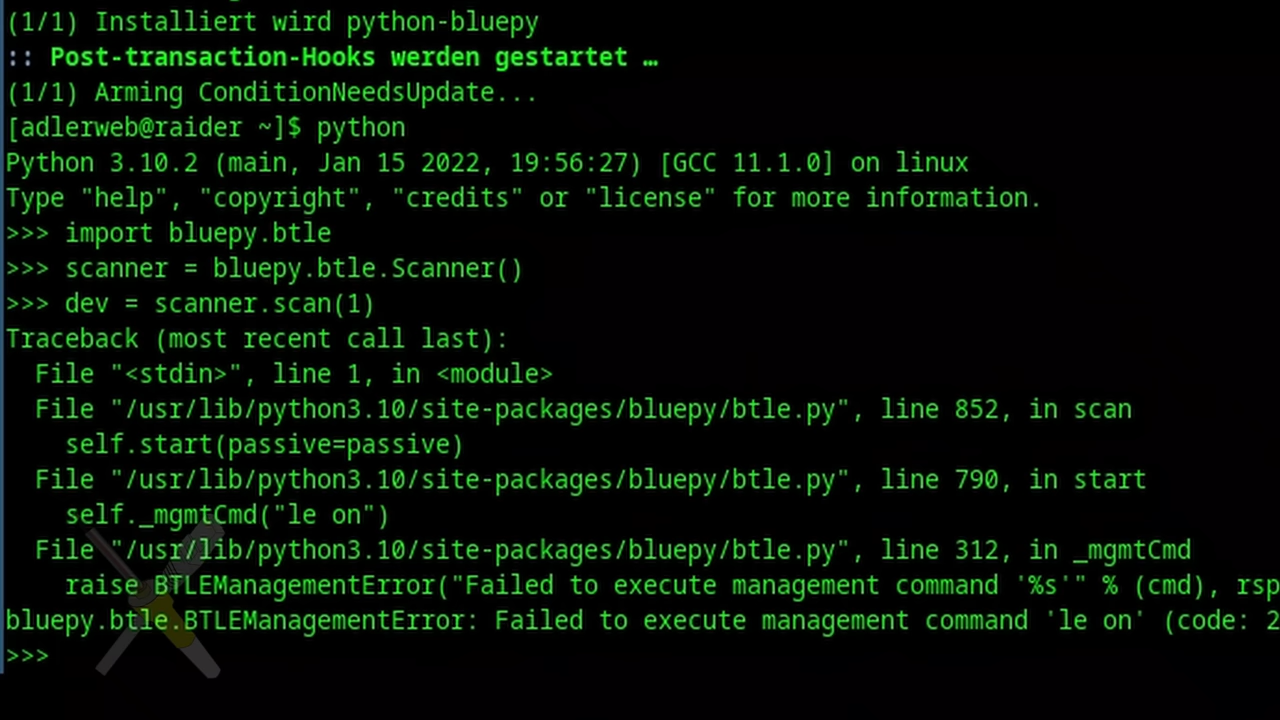 (1/1) Installiert wird python-bluepy
:: Post-transaction-Hooks werden gestartet …
(1/1) Arming ConditionNeedsUpdate...
[adlerweb@raider ~]$ python
Python 3.10.2 (main, Jan 15 2022, 19:56:27) [GCC 11.1.0] on linux
Type "help", "copyright", "credits" or "license" for more information.
>>> import bluepy.btle
>>> scanner = bluepy.btle.Scanner()
>>> dev = scanner.scan(1)
Traceback (most recent call last):
  File "<stdin>", line 1, in <module>
  File "/usr/lib/python3.10/site-packages/bluepy/btle.py", line 852, in scan
    self.start(passive=passive)
  File "/usr/lib/python3.10/site-packages/bluepy/btle.py", line 790, in start
    self._mgmtCmd("le on")
  File "/usr/lib/python3.10/site-packages/bluepy/btle.py", line 312, in _mgmtCmd
    raise BTLEManagementError("Failed to execute management command '%s'" % (cmd), rsp
bluepy.btle.BTLEManagementError: Failed to execute management command 'le on' (code: 2
>>>